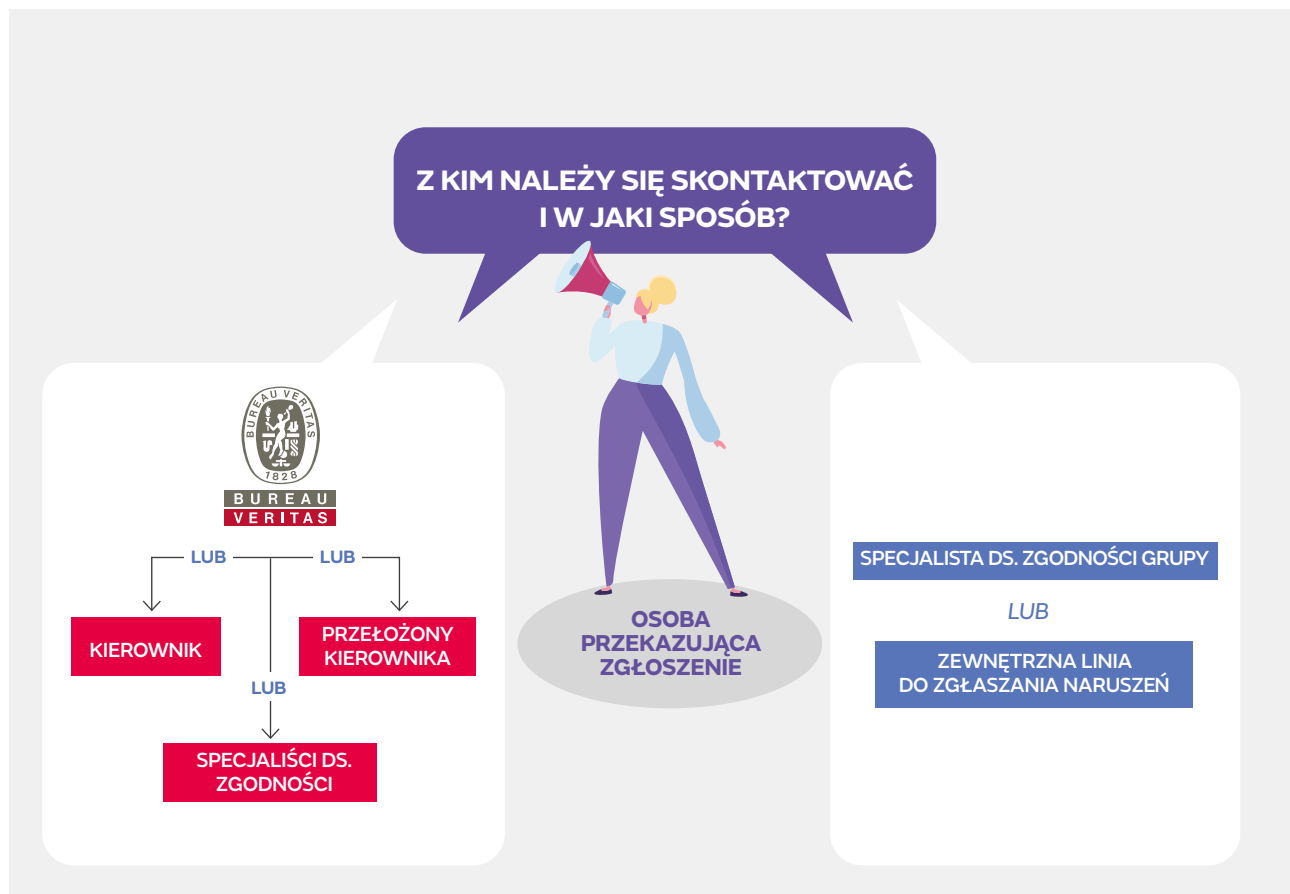 Z KIM NALEŻY SIĘ SKONTAKTOWAĆ
I W JAKI SPOSÓB?
BUREAU VERITAS
1828
BUREAU
VERITAS
LUB
LUB
KIEROWNIK
PRZEŁOŻONY
KIEROWNIKA
LUB
SPECJALIŚCI DS.
ZGODNOŚCI
OSOBA
PRZEKAZUJĄCA
ZGŁOSZENIE
SPECJALISTA DS. ZGODNOŚCI GRUPY
LUB
ZEWNĘTRZNA LINIA
DO ZGŁASZANIA NARUSZEŃ